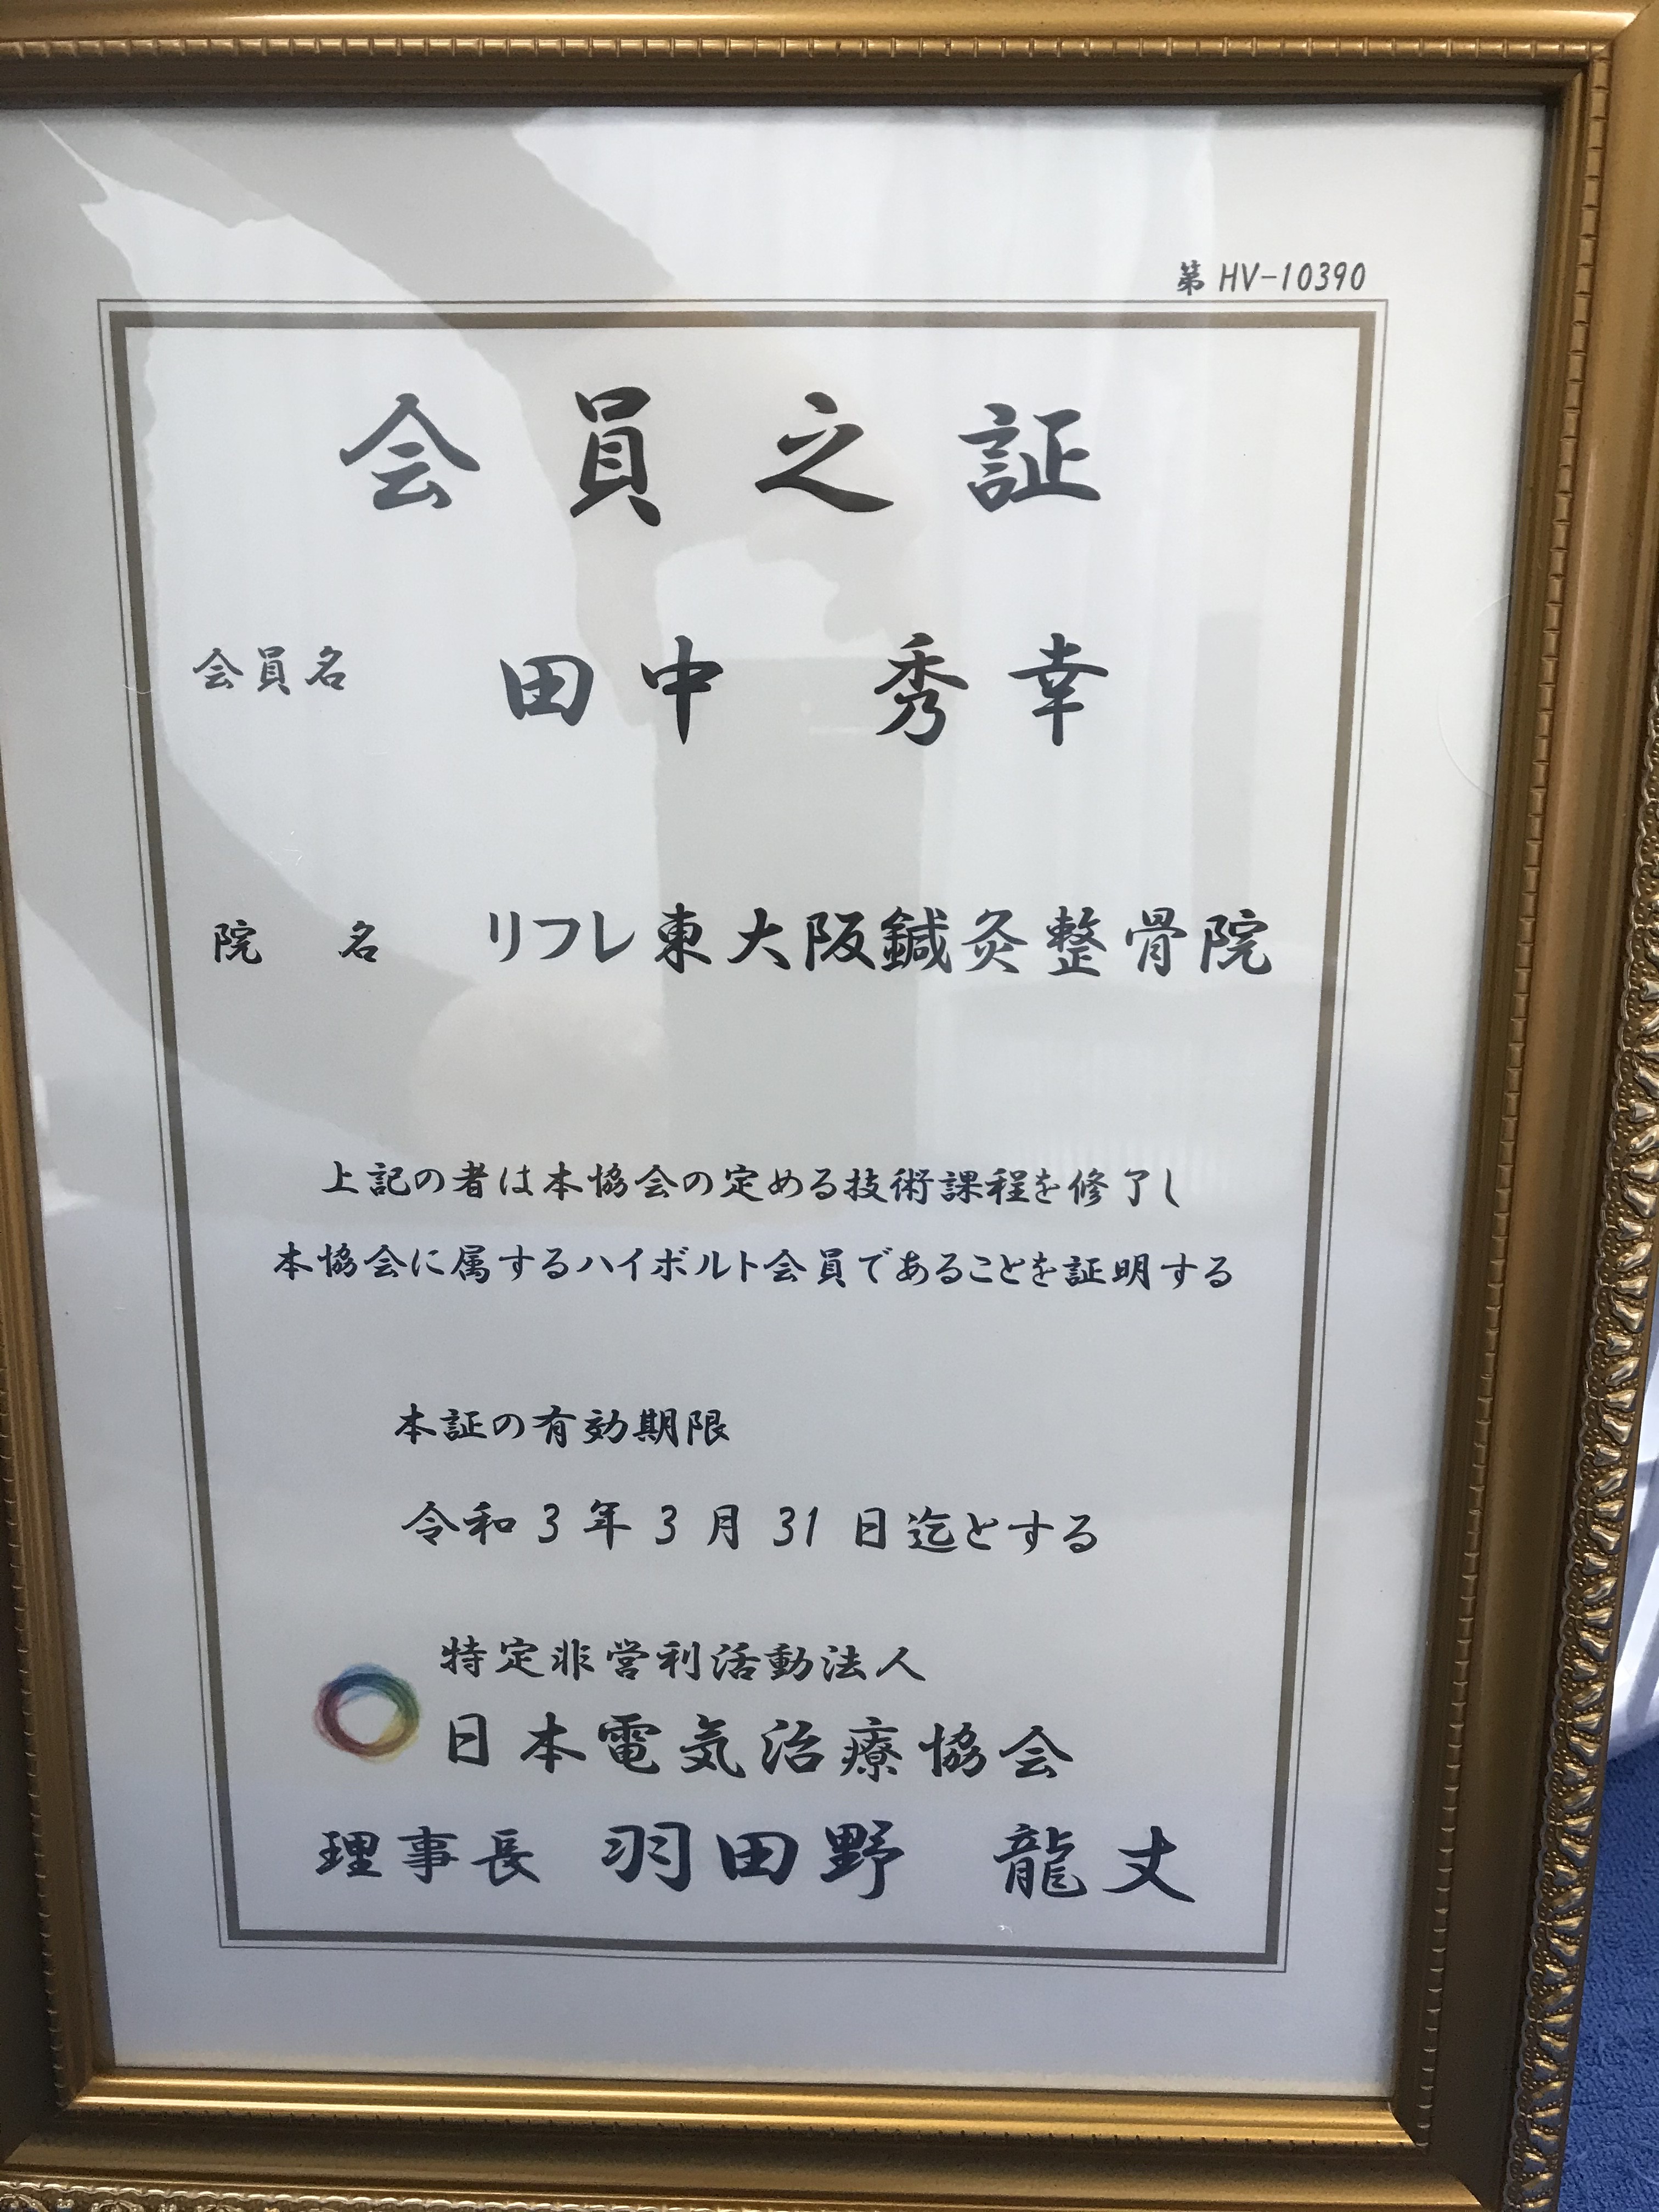 第 HV-10390
会員之証
会員名 田中 秀幸
院 名 リフレ東大阪鍼灸整骨院
上記の者は本協会の定める技術課程を修了し
本協会に属するハイボルト会員であることを証明する
本証の有効期限
令和 3 年 3 月 31 日迄とする
特定非営利活動法人
日本電気治療協会
理事長 羽田野 龍丈